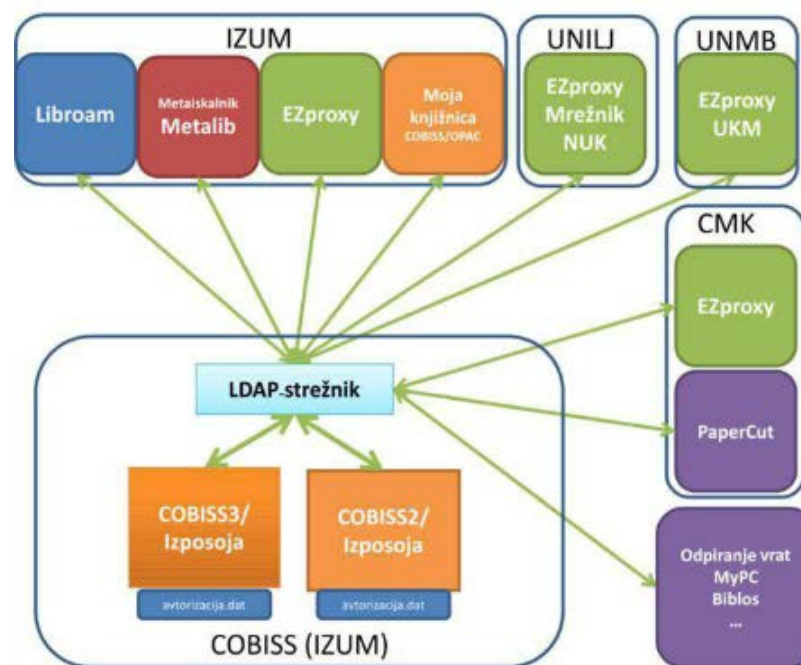 IZUM
Libroam
Metaiskalnik
Metalib
EZproxy
Moja
knjižnica
COBISS/OPAC
UNILJ
EZproxy
Mrežnik
NUK
UNMB
EZproxy
UKM
CMK
EZproxy
PaperCut
LDAP-strežnik
COBISS3/
Izposoja
avtorizacija.dat
COBISS2/
Izposoja
avtorizacija.dat
COBISS (IZUM)
Odpiranje vrat
MyPC
Biblos
...